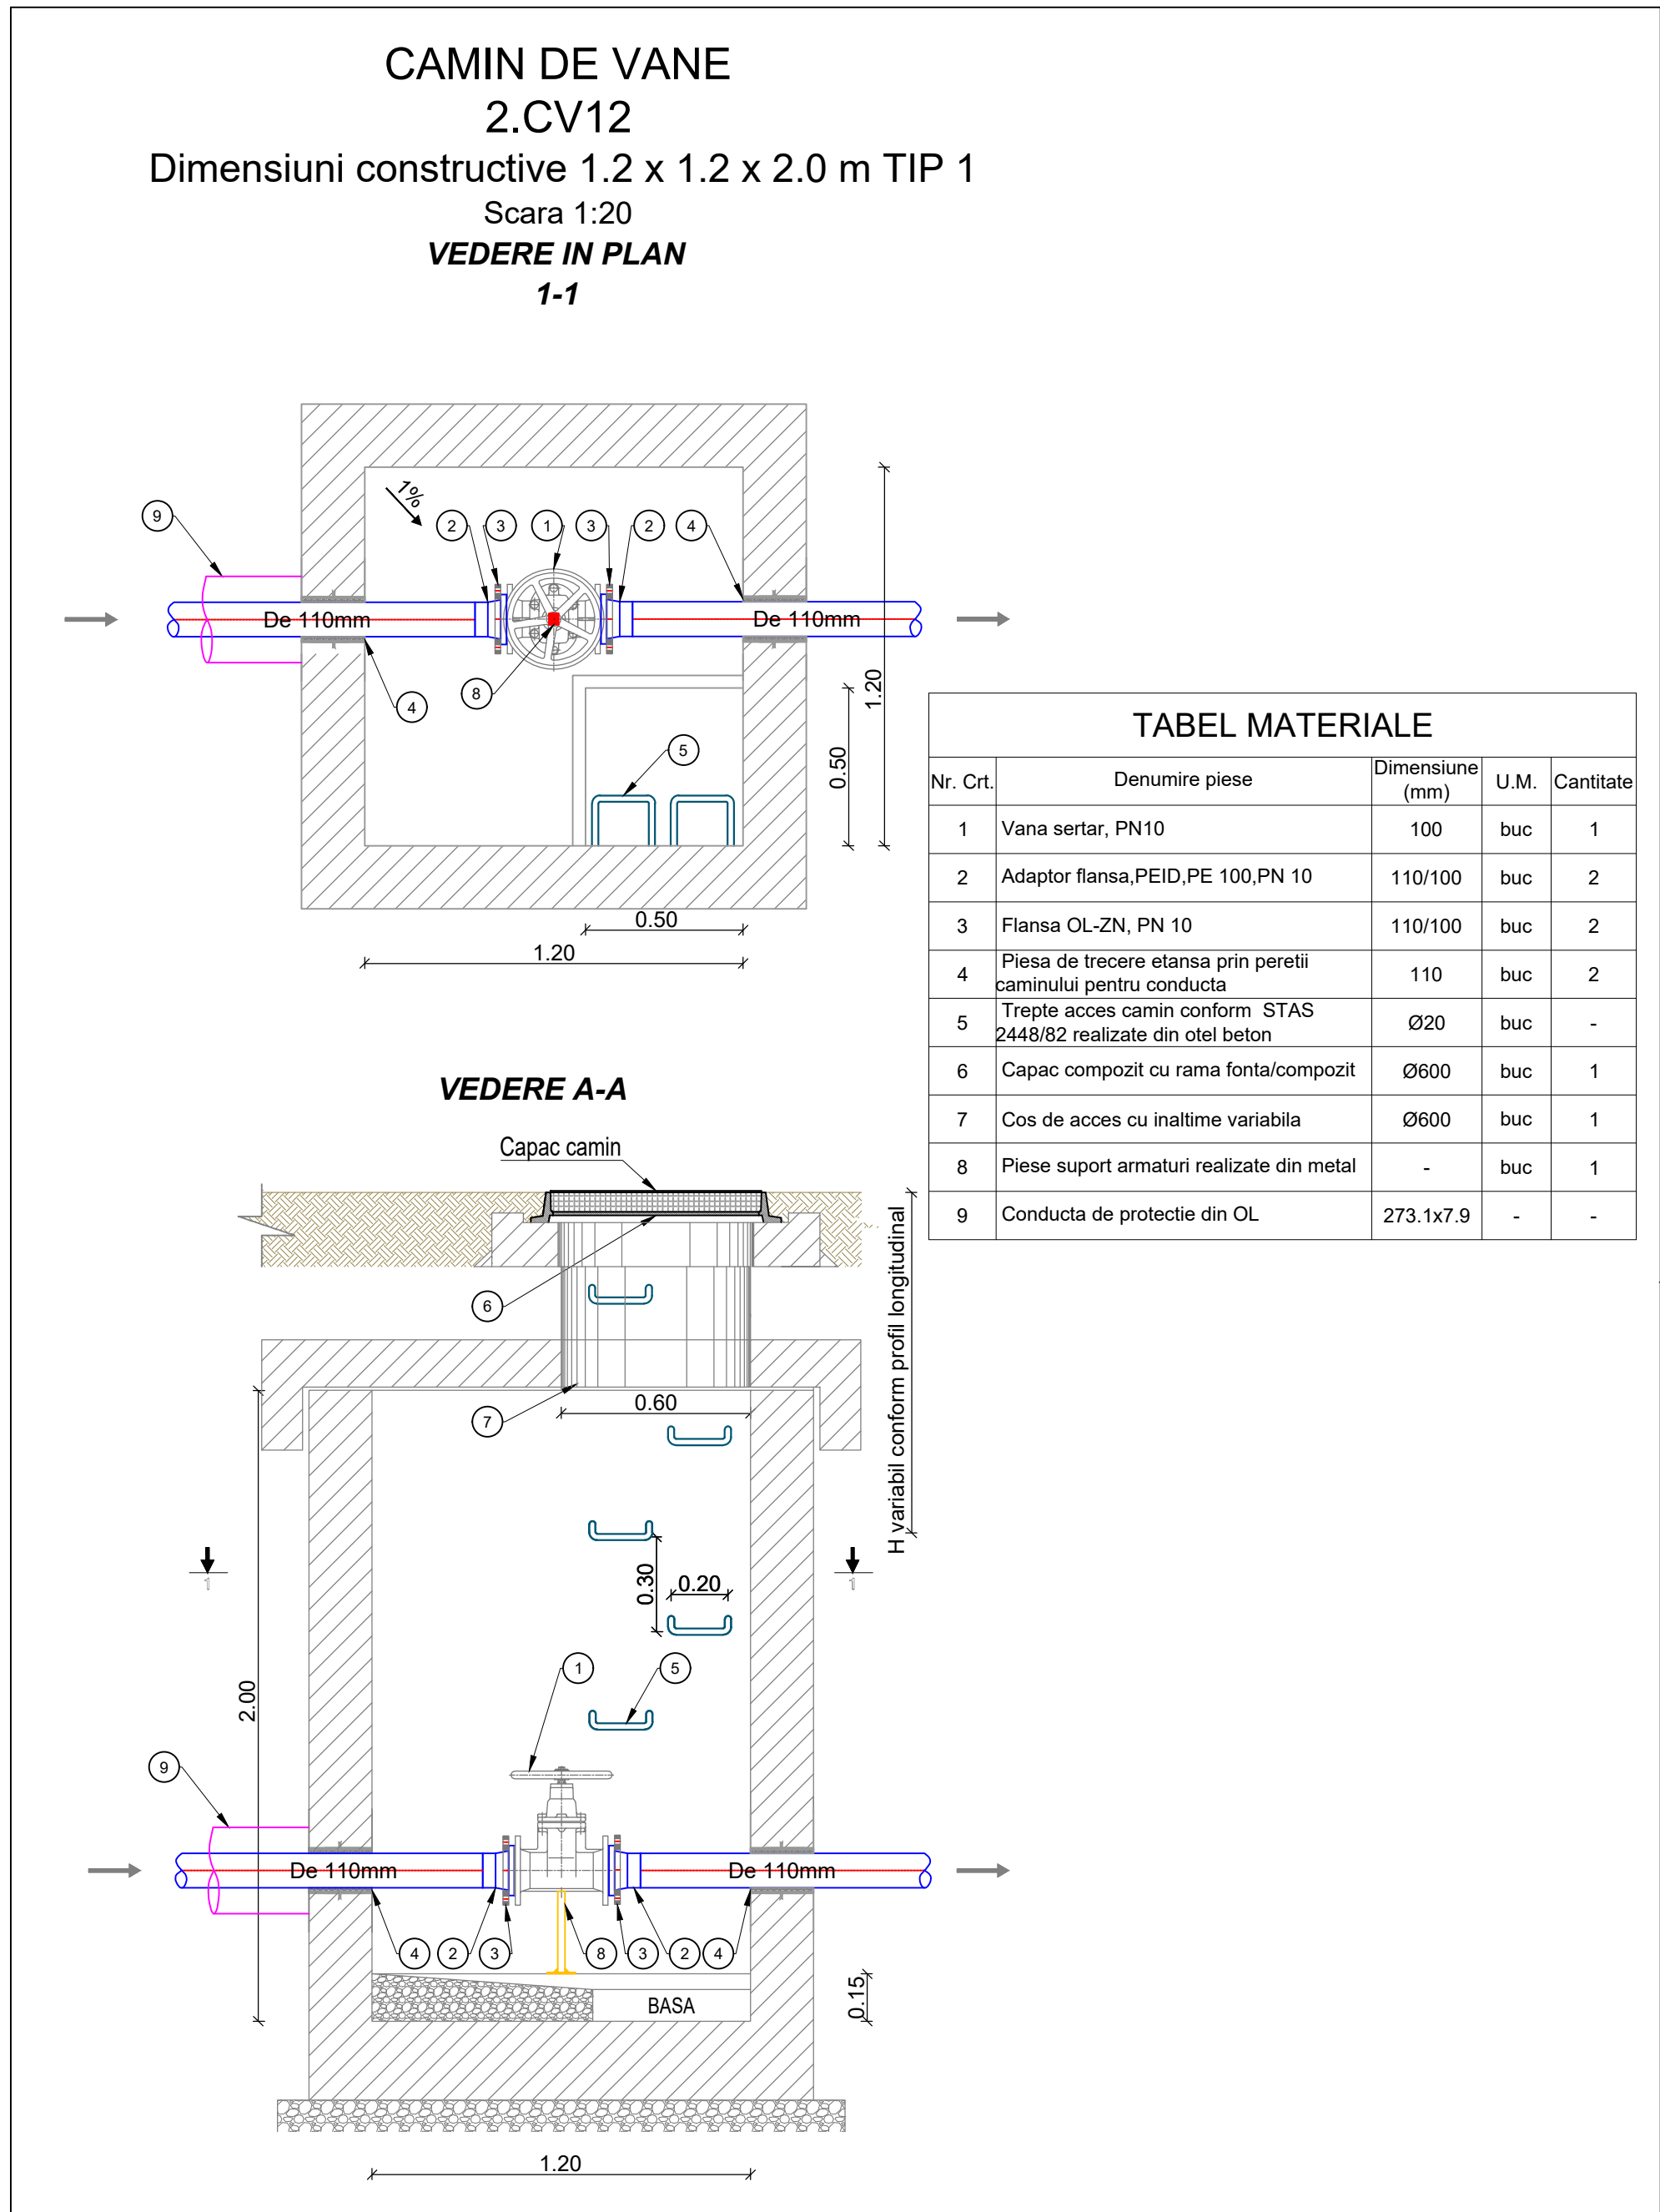 CAMIN DE VANE
2.CV12
Dimensiuni constructive 1.2 x 1.2 x 2.0 m TIP 1
Scara 1:20
VEDERE IN PLAN
1-1
1%
9
2
3
1
3
2
4
De 110mm
De 110mm
8
4
5
1.20
0.50
0.50
1.20
TABEL MATERIALE
Nr. Crt. Denumire piese Dimensiune (mm) U.M. Cantitate
1 Vana sertar, PN10 100 buc 1
2 Adaptor flansa,PEID,PE 100,PN 10 110/100 buc 2
3 Flansa OL-ZN, PN 10 110/100 buc 2
4 Piesa de trecere etansa prin peretii
caminului pentru conducta 110 buc 2
5 Trepte acces camin conform STAS
2448/82 realizate din otel beton Ø20 buc -
6 Capac compozit cu rama fonta/compozit Ø600 buc 1
7 Cos de acces cu inaltime variabila Ø600 buc 1
8 Piese suport armaturi realizate din metal - buc 1
9 Conducta de protectie din OL 273.1x7.9 - -
VEDERE A-A
Capac camin
6
7
0.60
H variabil conform profil longitudinal
1
1
0.30
0.20
2.00
1
5
9
De 110mm
De 110mm
4
2
3
8
3
2
4
BASA
0.15
1.20